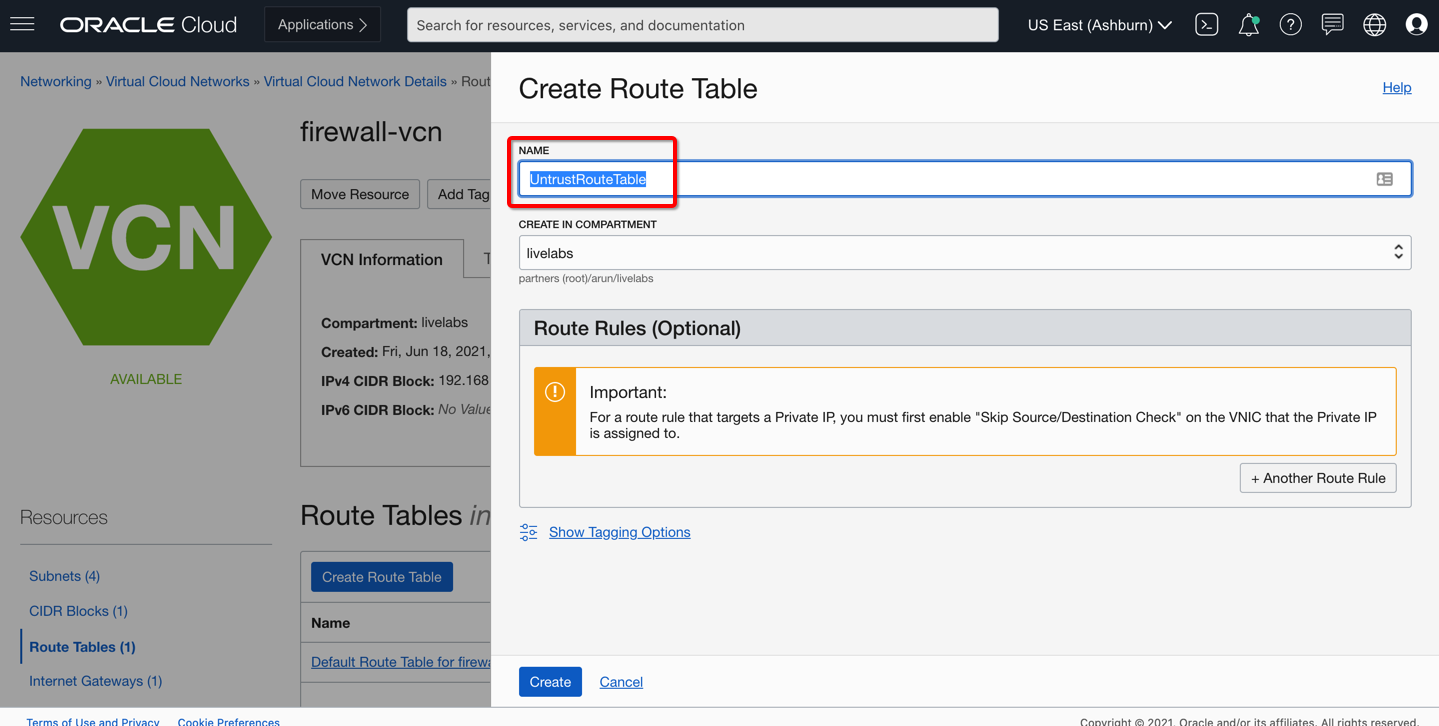 ORACLE Cloud
Applications
Search for resources, services, and documentation
US East (Ashburn)
Networking » Virtual Cloud Networks » Virtual Cloud Network Details » Rout
VCN
AVAILABLE
firewall-vcn
Move Resource
Add Tag
VCN Information
T
Compartment: livelabs
Created: Fri, Jun 18, 2021,
IPv4 CIDR Block: 192.168
IPv6 CIDR Block: No Value
Resources
Subnets (4)
CIDR Blocks (1)
Route Tables (1)
Internet Gateways (1)
Route Tables in
Create Route Table
Name
Default Route Table for firewa
Create Route Table
Help
NAME
UntrustRouteTable
CREATE IN COMPARTMENT
livelabs
partners (root)/arun/livelabs
Route Rules (Optional)
Important:
For a route rule that targets a Private IP, you must first enable "Skip Source/Destination Check" on the VNIC that the Private IP
is assigned to.
+ Another Route Rule
Show Tagging Options
Create
Cancel
Terms of Use and Privacy
Cookie Preferences
Copyright © 2021, Oracle and/or its affiliates. All rights reserved.